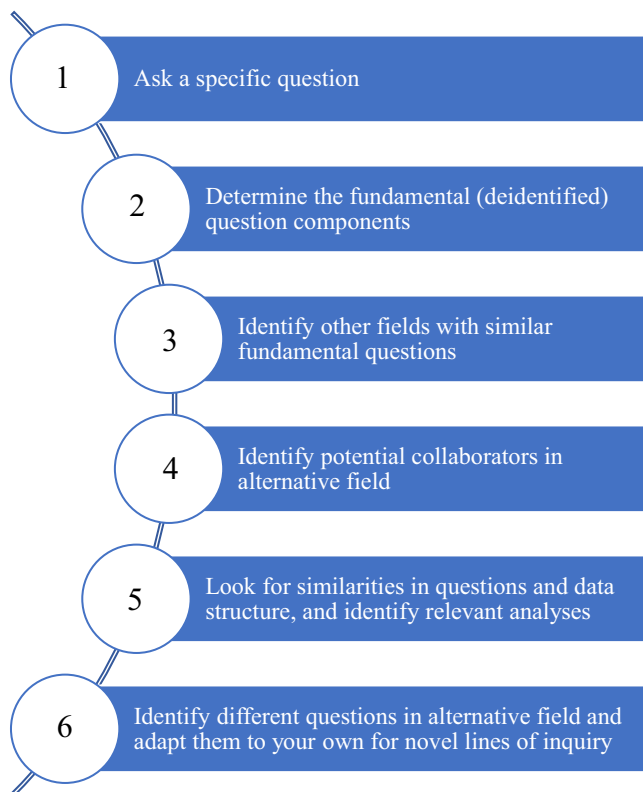 1
Ask a specific question
2
Determine the fundamental (deidentified)
question components
3
Identify other fields with similar
fundamental questions
4
Identify potential collaborators in
alternative field
5
Look for similarities in questions and data
structure, and identify relevant analyses
6
Identify different questions in alternative field and
adapt them to your own for novel lines of inquiry